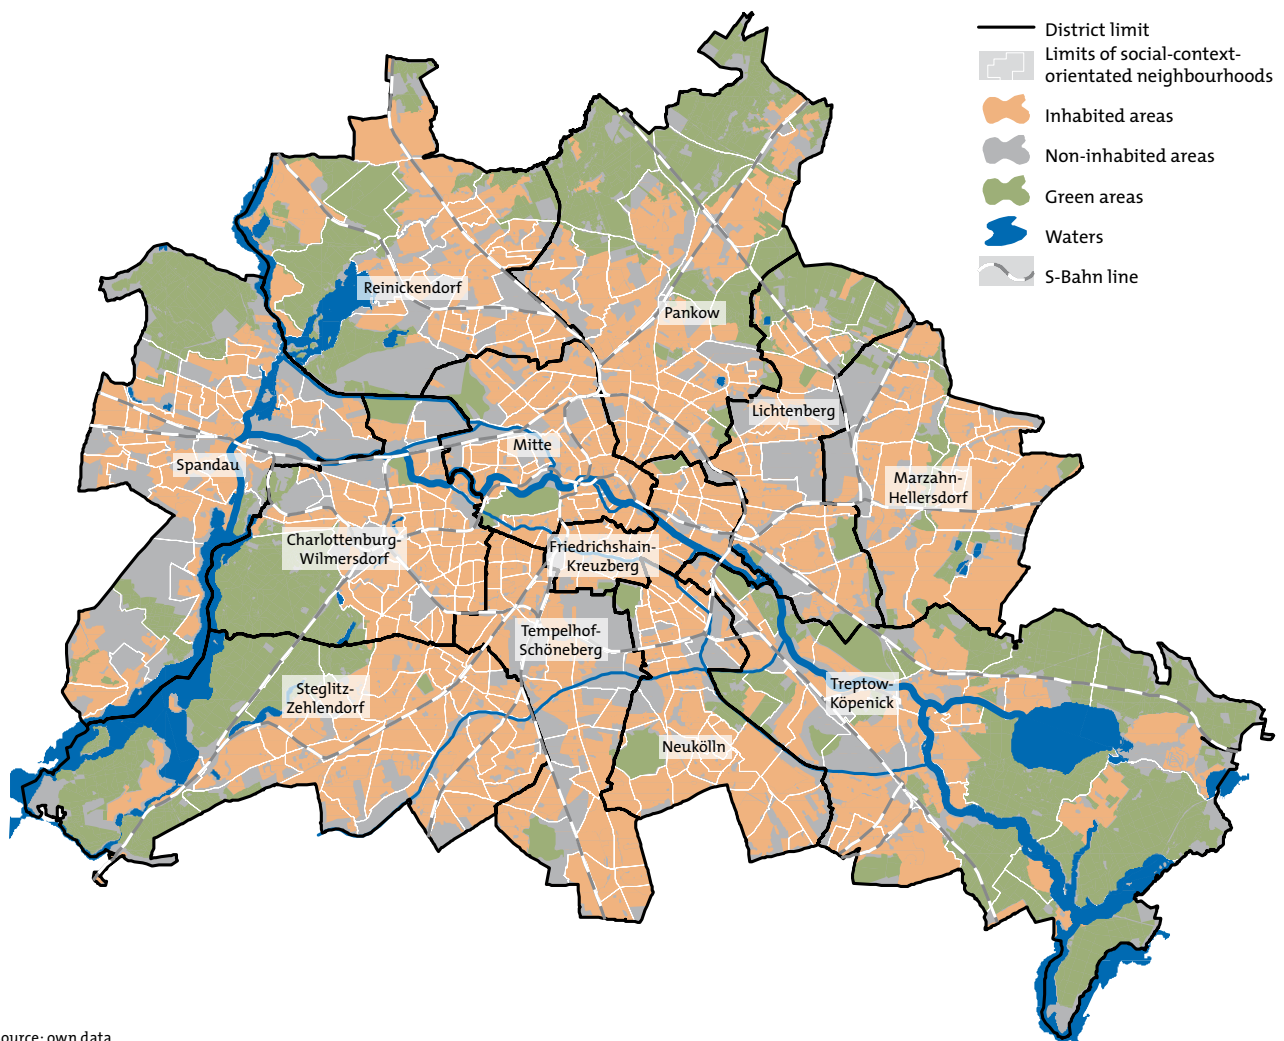 District limit
Limits of social-context-
orientated neighbourhoods
Inhabited areas
Non-inhabited areas
Green areas
Waters
S-Bahn line
Reinickendorf
Pankow
Lichtenberg
Mitte
Spandau
Marzahn-
Hellersdorf
Charlottenburg-
Wilmersdorf
Friedrichshain-
Kreuzberg
Tempelhof-
Schöneberg
Steglitz-
Zehlendorf
Treptow-
Köpenick
Neukölln
ource: own data